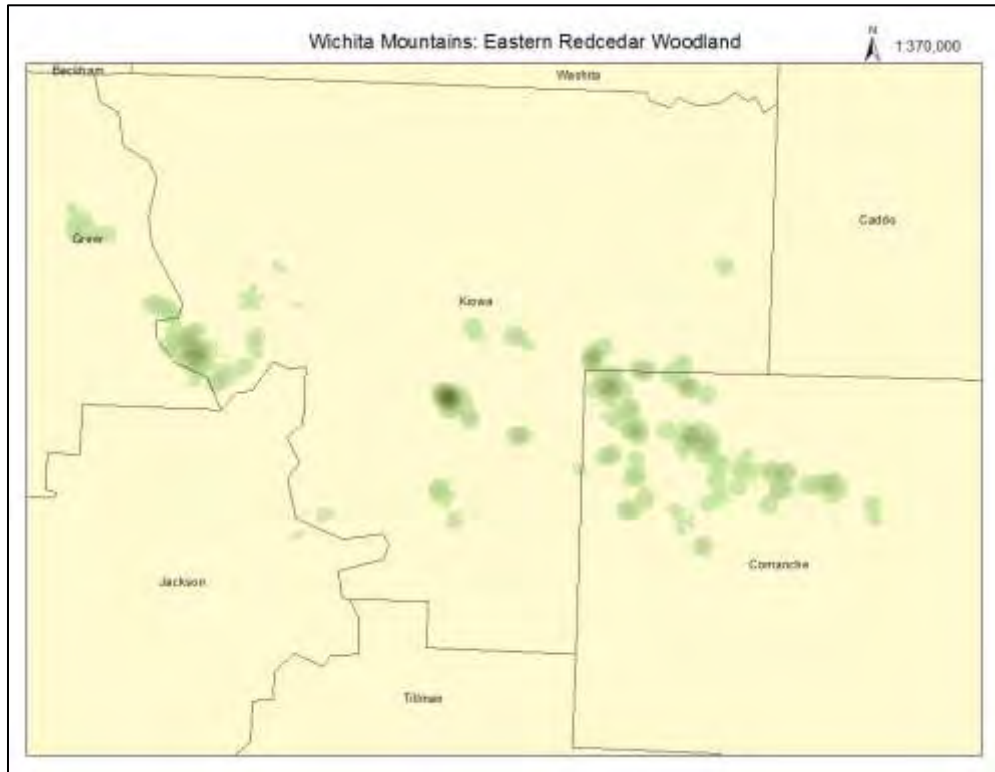 Wichita Mountains: Eastern Redcedar Woodland
N
1:370,000
Beckham
Washita
Caddo
Greer
Kiowa
Comanche
Jackson
Tillman